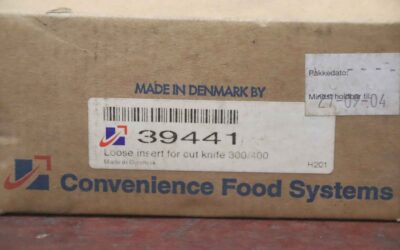 Pakkedato:
MADE IN DENMARK BY
Mindst holdbar til:
27-09-04
39441
Loose insert for cut knife 300/400
Made in Denmark
H201
Convenience Food Systems